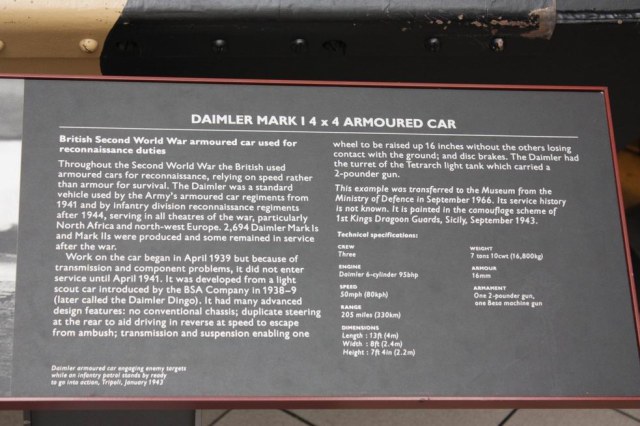 DAIMLER MARK I 4 x 4 ARMOURED CAR
British Second World War armoured car used for
reconnaissance duties
Throughout the Second World War the British used
armoured cars for reconnaissance, relying on speed rather
than armour for survival. The Daimler was a standard
vehicle used by the Army's armoured car regiments from
1941 and by infantry division reconnaissance regiments
after 1944, serving in all theatres of the war, particularly
North Africa and north-west Europe. 2,694 Daimler Mark Is
and Mark IIs were produced and some remained in service
after the war.
Work on the car began in April 1939 but because of
transmission and component problems, it did not enter
service until April 1941. It was developed from a light
scout car introduced by the BSA Company in 1938–9
(later called the Daimler Dingo). It had many advanced
design features: no conventional chassis; duplicate steering
at the rear to aid driving in reverse at speed to escape
from ambush; transmission and suspension enabling one
Daimler armoured car engaging enemy targets
while an infantry patrol stands by ready
to go into action, Tripoli, January 1943
wheel to be raised up 16 inches without the others losing
contact with the ground; and disc brakes. The Daimler had
the turret of the Tetrarch light tank which carried a
2-pounder gun.
This example was transferred to the Museum from the
Ministry of Defence in September 1966. Its service history
is not known. It is painted in the camouflage scheme of
1st Kings Dragoon Guards, Sicily, September 1943.
Technical specifications:
CREW
Three
ENGINE
Daimler 6-cylinder 95bhp
SPEED
50mph (80kph)
RANGE
205 miles (330km)
DIMENSIONS
Length : 13ft (4m)
Width : 8ft (2.4m)
Height : 7ft 4in (2.2m)
WEIGHT
7 tons 10cwt (16,800kg)
ARMOUR
16mm
ARMAMENT
One 2-pounder gun,
one Besa machine gun